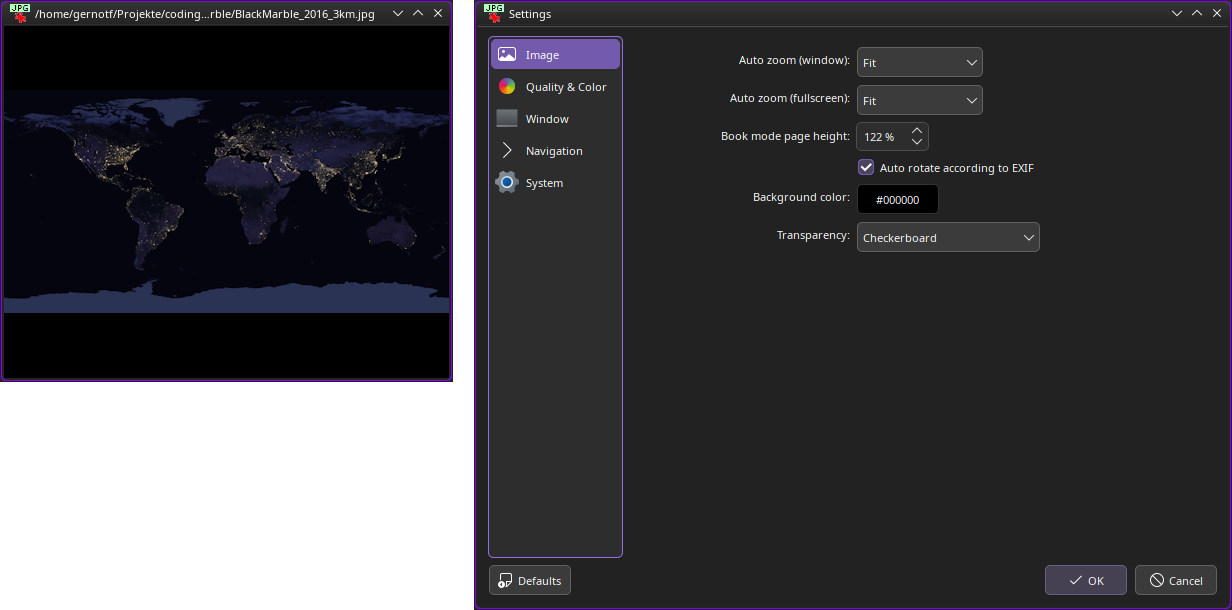 JPG
/home/gernotf/Projekte/coding...rble/BlackMarble_2016_3km.jpg
JPG
Settings
Image
Quality & Color
Window
Navigation
System
Auto zoom (window): Fit
Auto zoom (fullscreen): Fit
Book mode page height: 122 %
Auto rotate according to EXIF
Background color: #000000
Transparency: Checkerboard
Defaults
OK
Cancel